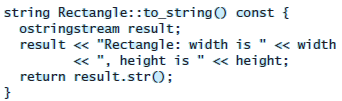 string Rectangle::to_string() const {
  ostringstream result;
  result << "Rectangle: width is " << width
         << ", height is " << height;
  return result.str();
}